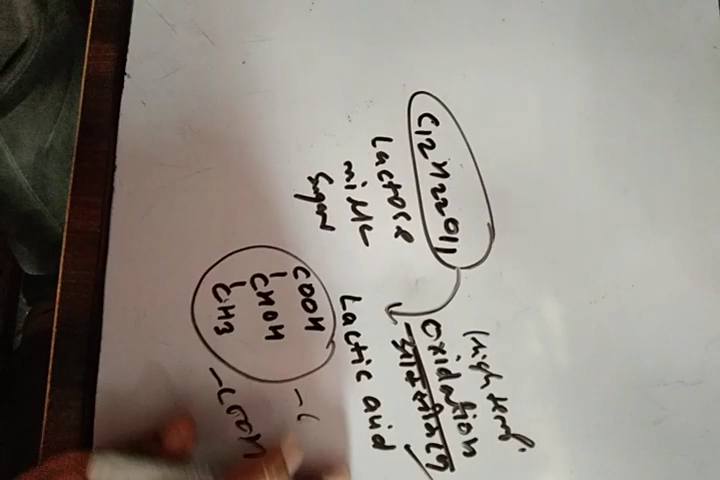 C12H22O11
Lactose
milk
sugar
high temp.
oxidation
Lactic acid
COOH
CHOH
CH3
-COOH